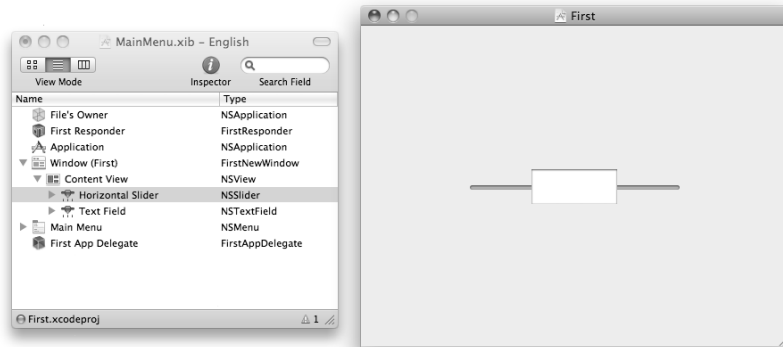 MainMenu.xib – English
View Mode
Inspector
Search Field
Name Type
File's Owner NSApplication
First Responder FirstResponder
Application NSApplication
Window (First) FirstNewWindow
Content View NSView
Horizontal Slider NSSlider
Text Field NSTextField
Main Menu NSMenu
First App Delegate FirstAppDelegate
First.xcodeproj
1
First